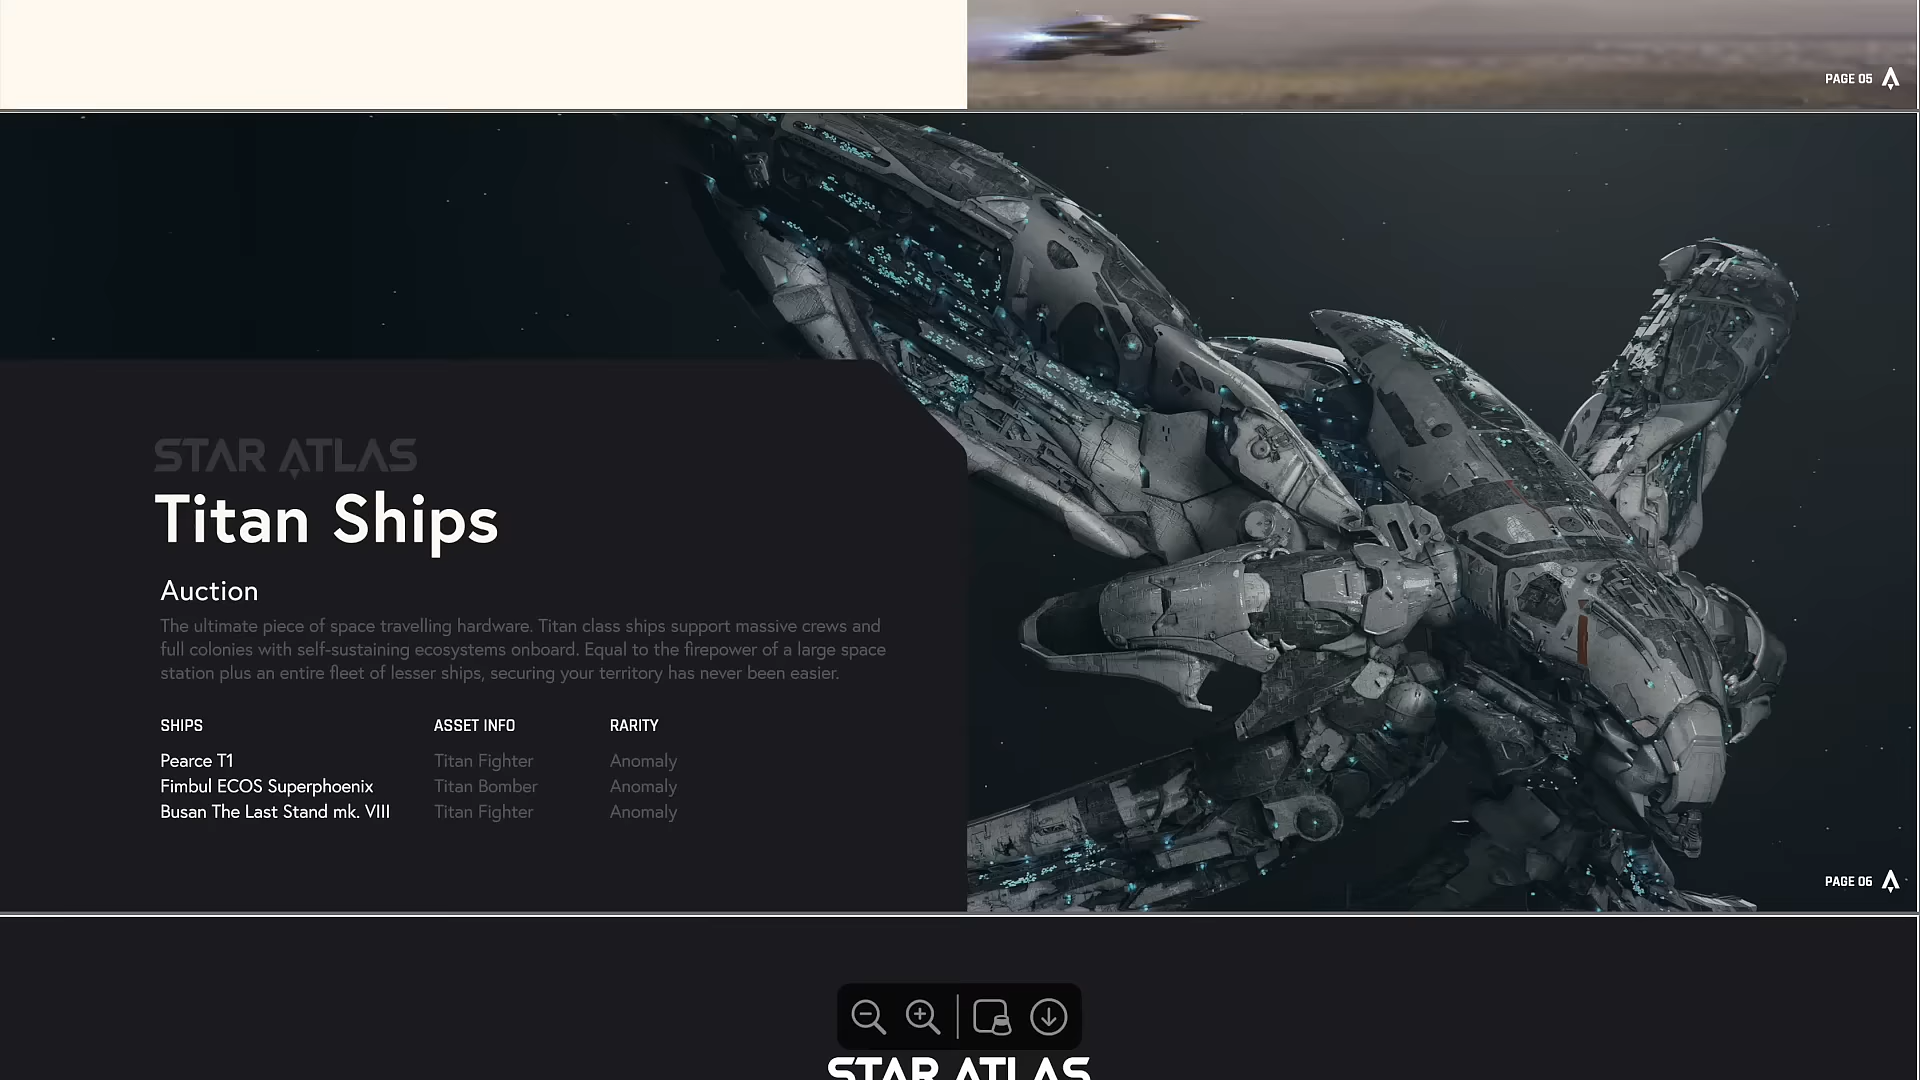 PAGE 05
STAR ATLAS
Titan Ships
Auction
The ultimate piece of space travelling hardware. Titan class ships support massive crews and
full colonies with self-sustaining ecosystems onboard. Equal to the firepower of a large space
station plus an entire fleet of lesser ships, securing your territory has never been easier.
SHIPS ASSET INFO RARITY
Pearce T1 Titan Fighter Anomaly
Fimbul ECOS Superphoenix Titan Bomber Anomaly
Busan The Last Stand mk. VIII Titan Fighter Anomaly
PAGE 06
STAR ATLAS